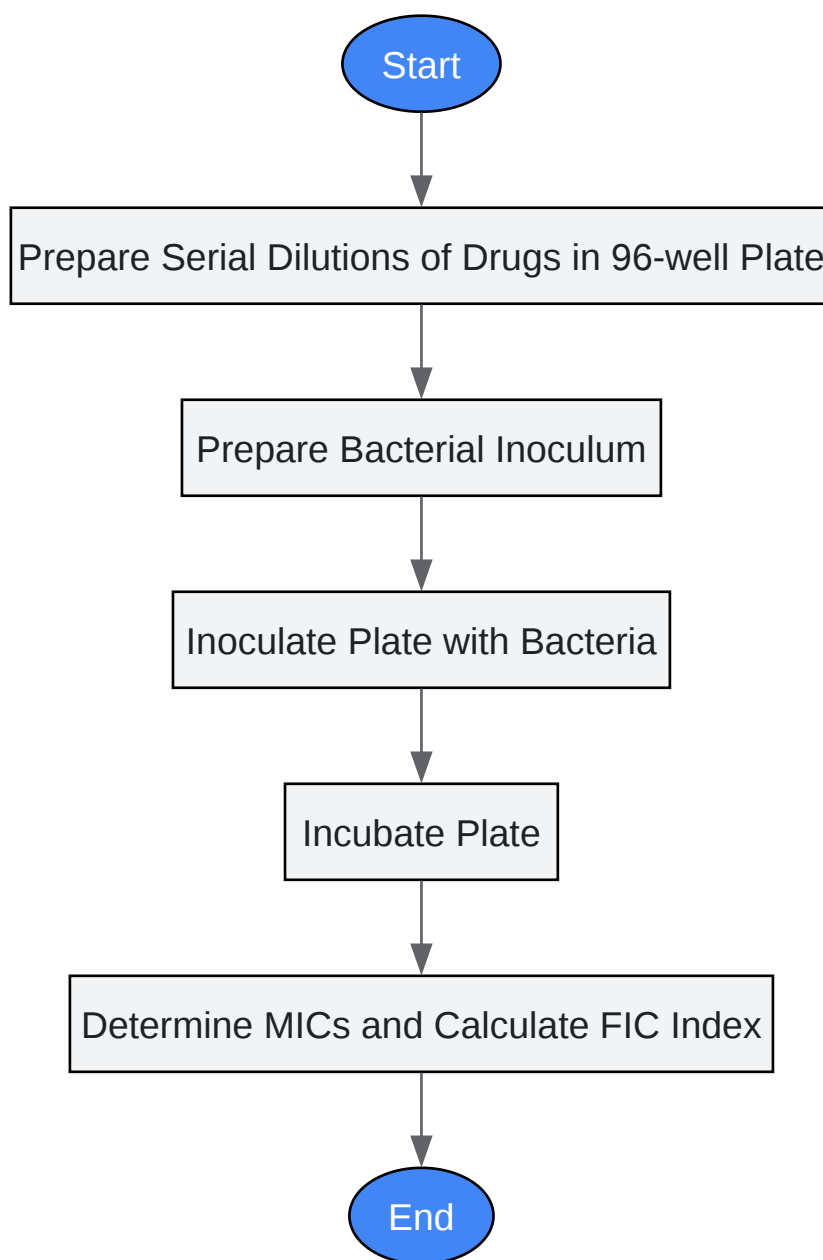 Start
Prepare Serial Dilutions of Drugs in 96-well Plate
Prepare Bacterial Inoculum
Inoculate Plate with Bacteria
Incubate Plate
Determine MICs and Calculate FIC Index
End